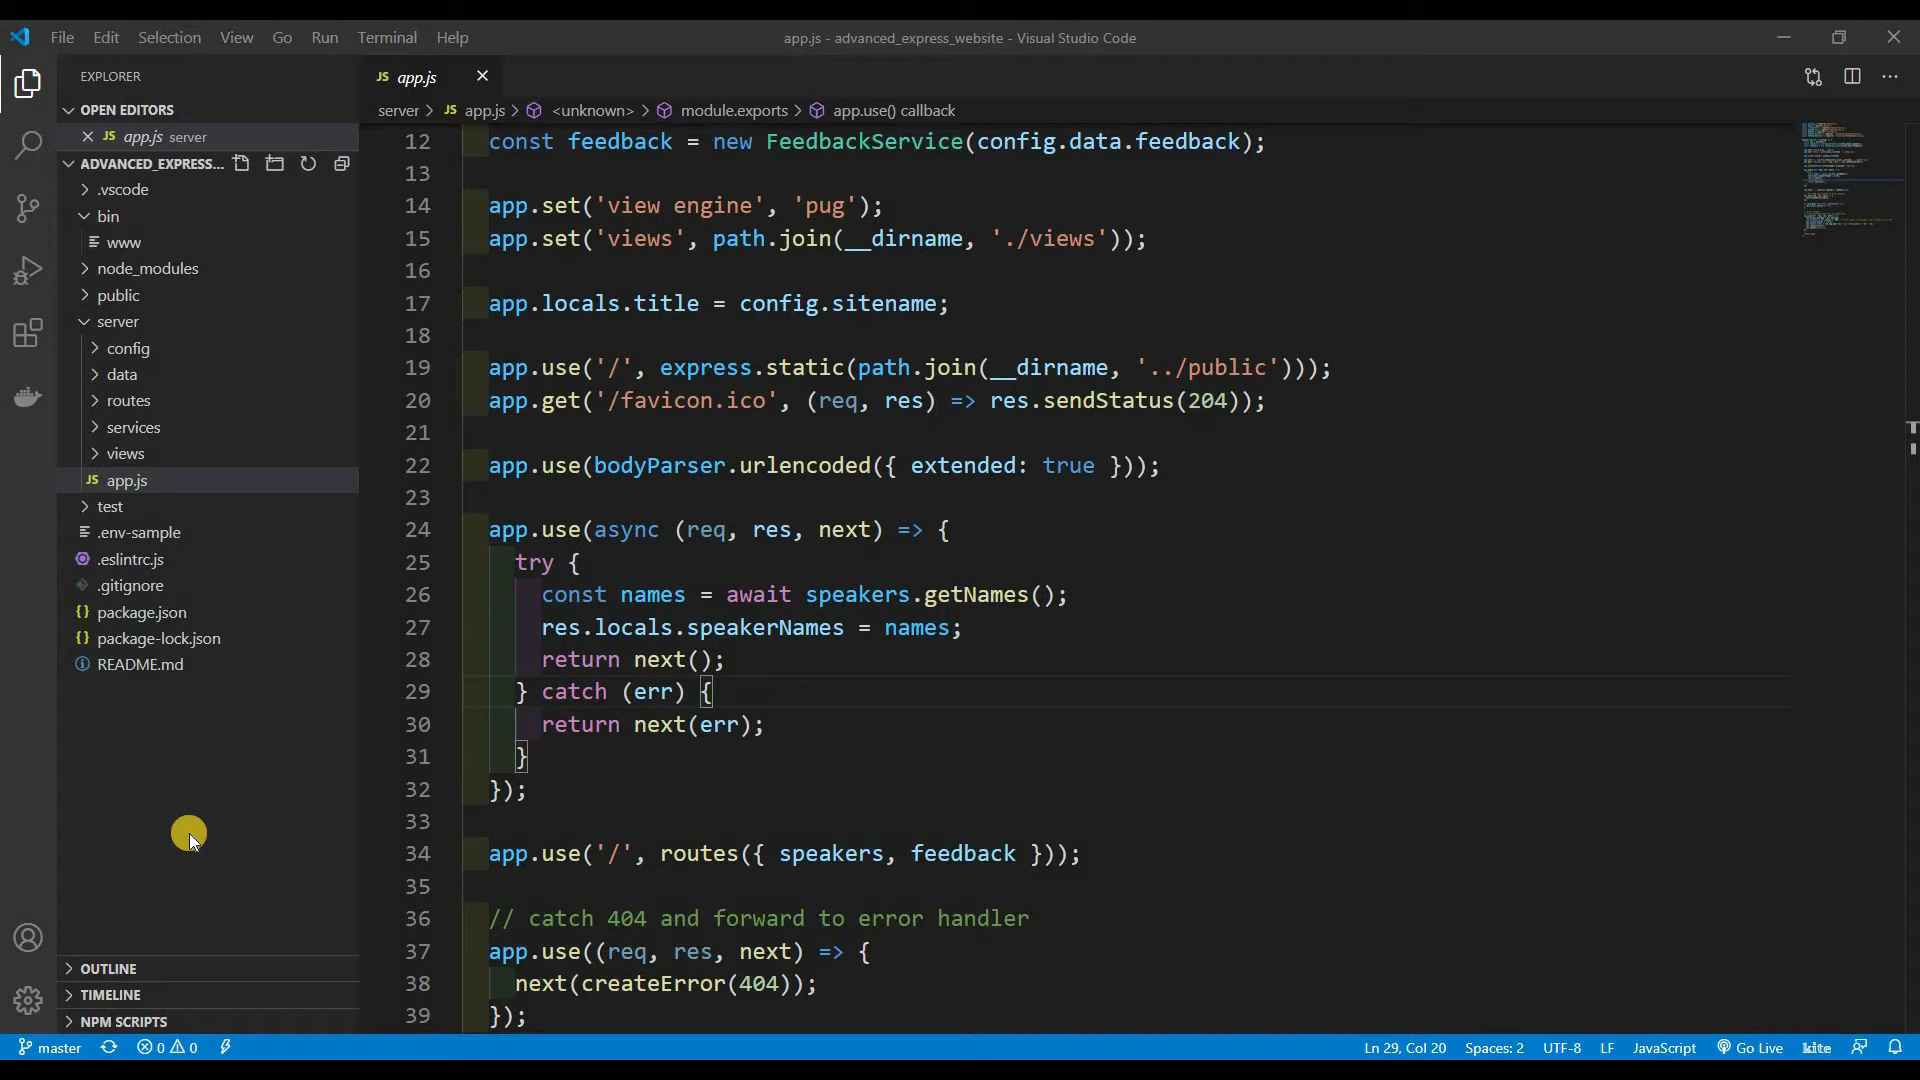 File Edit Selection View Go Run Terminal Help
app.js - advanced_express_website - Visual Studio Code
EXPLORER
OPEN EDITORS
JS app.js server
ADVANCED_EXPRESS...
.vscode
bin
www
node_modules
public
server
config
data
routes
services
views
JS app.js
test
.env-sample
.eslintrc.js
.gitignore
{} package.json
{} package-lock.json
README.md
OUTLINE
TIMELINE
NPM SCRIPTS
JS app.js
server > JS app.js > <unknown> > module.exports > app.use() callback
12 const feedback = new FeedbackService(config.data.feedback);
13
14 app.set('view engine', 'pug');
15 app.set('views', path.join(__dirname, './views'));
16
17 app.locals.title = config.sitename;
18
19 app.use('/', express.static(path.join(__dirname, '../public')));
20 app.get('/favicon.ico', (req, res) => res.sendStatus(204));
21
22 app.use(bodyParser.urlencoded({ extended: true }));
23
24 app.use(async (req, res, next) => {
25 try {
26 const names = await speakers.getNames();
27 res.locals.speakerNames = names;
28 return next();
29 } catch (err) {
30 return next(err);
31 }
32 });
33
34 app.use('/', routes({ speakers, feedback }));
35
36 // catch 404 and forward to error handler
37 app.use((req, res, next) => {
38 next(createError(404));
39 });
master 0 0 Ln 29, Col 20 Spaces: 2 UTF-8 LF JavaScript Go Live kite